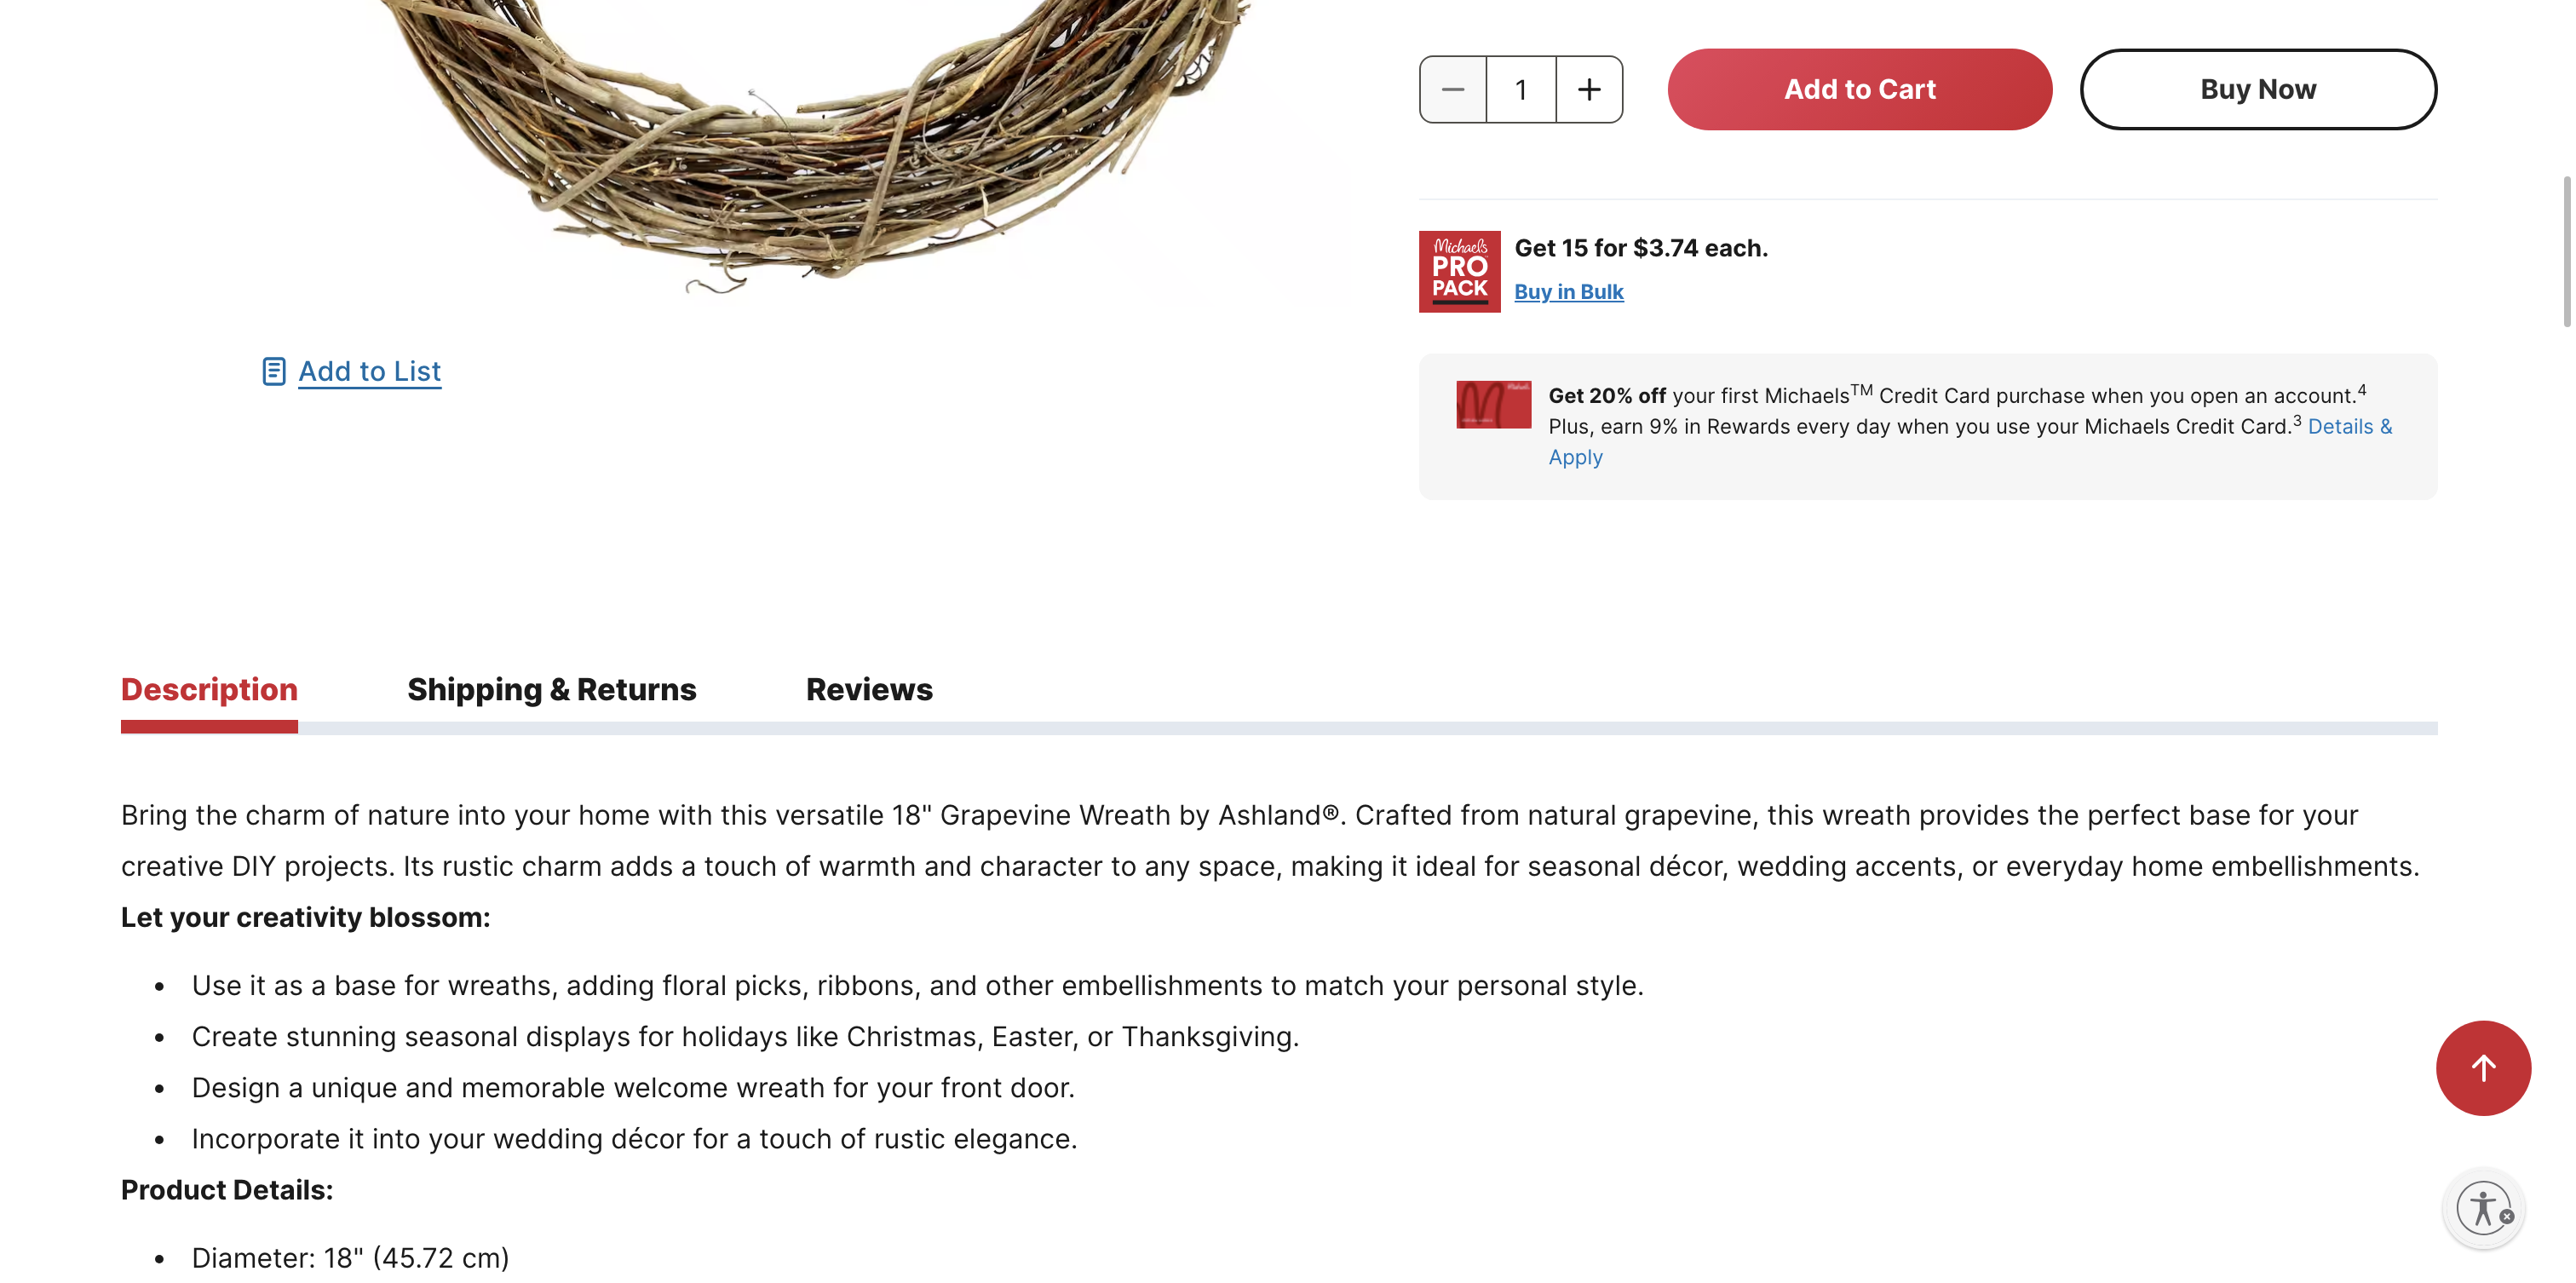 1
Add to Cart
Buy Now
Michaels
PRO
PACK
Get 15 for $3.74 each.
Buy in Bulk
Add to List
Get 20% off your first Michaels™ Credit Card purchase when you open an account.⁴
Plus, earn 9% in Rewards every day when you use your Michaels Credit Card.³ Details &
Apply
Description
Shipping & Returns
Reviews
Bring the charm of nature into your home with this versatile 18" Grapevine Wreath by Ashland®. Crafted from natural grapevine, this wreath provides the perfect base for your
creative DIY projects. Its rustic charm adds a touch of warmth and character to any space, making it ideal for seasonal décor, wedding accents, or everyday home embellishments.
Let your creativity blossom:
• Use it as a base for wreaths, adding floral picks, ribbons, and other embellishments to match your personal style.
• Create stunning seasonal displays for holidays like Christmas, Easter, or Thanksgiving.
• Design a unique and memorable welcome wreath for your front door.
• Incorporate it into your wedding décor for a touch of rustic elegance.
Product Details:
• Diameter: 18" (45.72 cm)